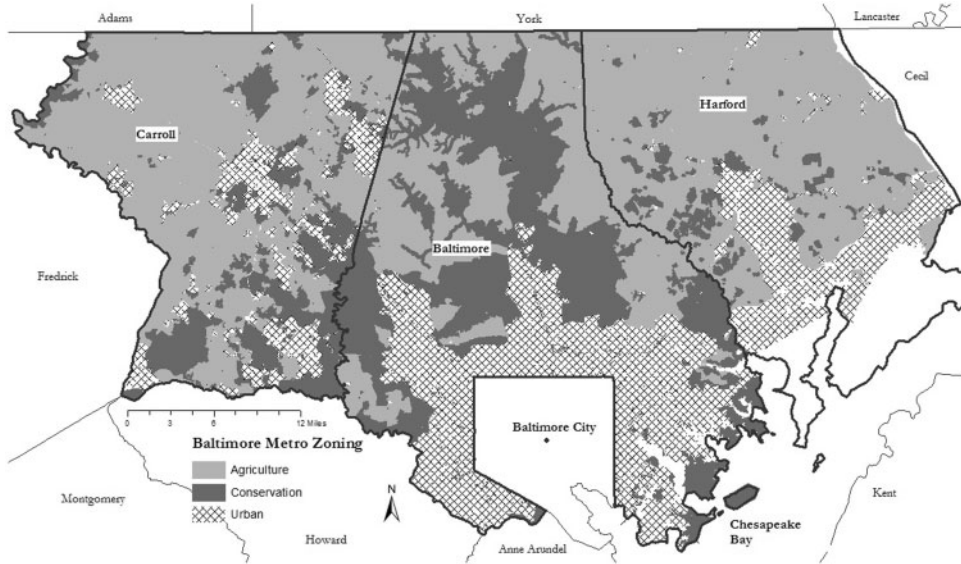 Adams
York
Lancaster
Cecil
Harford
Carroll
Baltimore
Fredrick
0 3 6 12 Miles
Baltimore Metro Zoning
Agriculture
Conservation
Urban
N
Baltimore City
Montgomery
Howard
Anne Arundel
Chesapeake
Bay
Kent